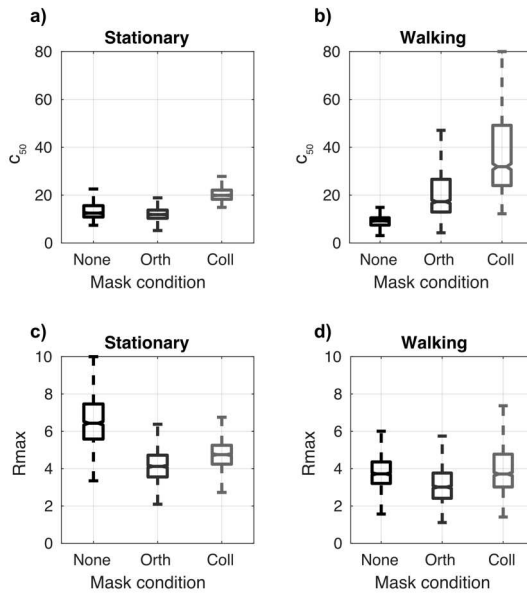 a)
Stationary
80
60
40
20
0
c50
None Orth Coll
Mask condition
b)
Walking
80
60
40
20
0
c50
None Orth Coll
Mask condition
c)
Stationary
10
8
6
4
2
0
Rmax
None Orth Coll
Mask condition
d)
Walking
10
8
6
4
2
0
Rmax
None Orth Coll
Mask condition